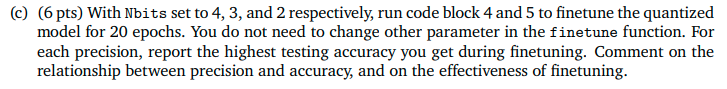 (c) (6 pts) With Nbits set to 4, 3, and 2 respectively, run code block 4 and 5 to finetune the quantized
model for 20 epochs. You do not need to change other parameter in the finetune function. For
each precision, report the highest testing accuracy you get during finetuning. Comment on the
relationship between precision and accuracy, and on the effectiveness of finetuning.